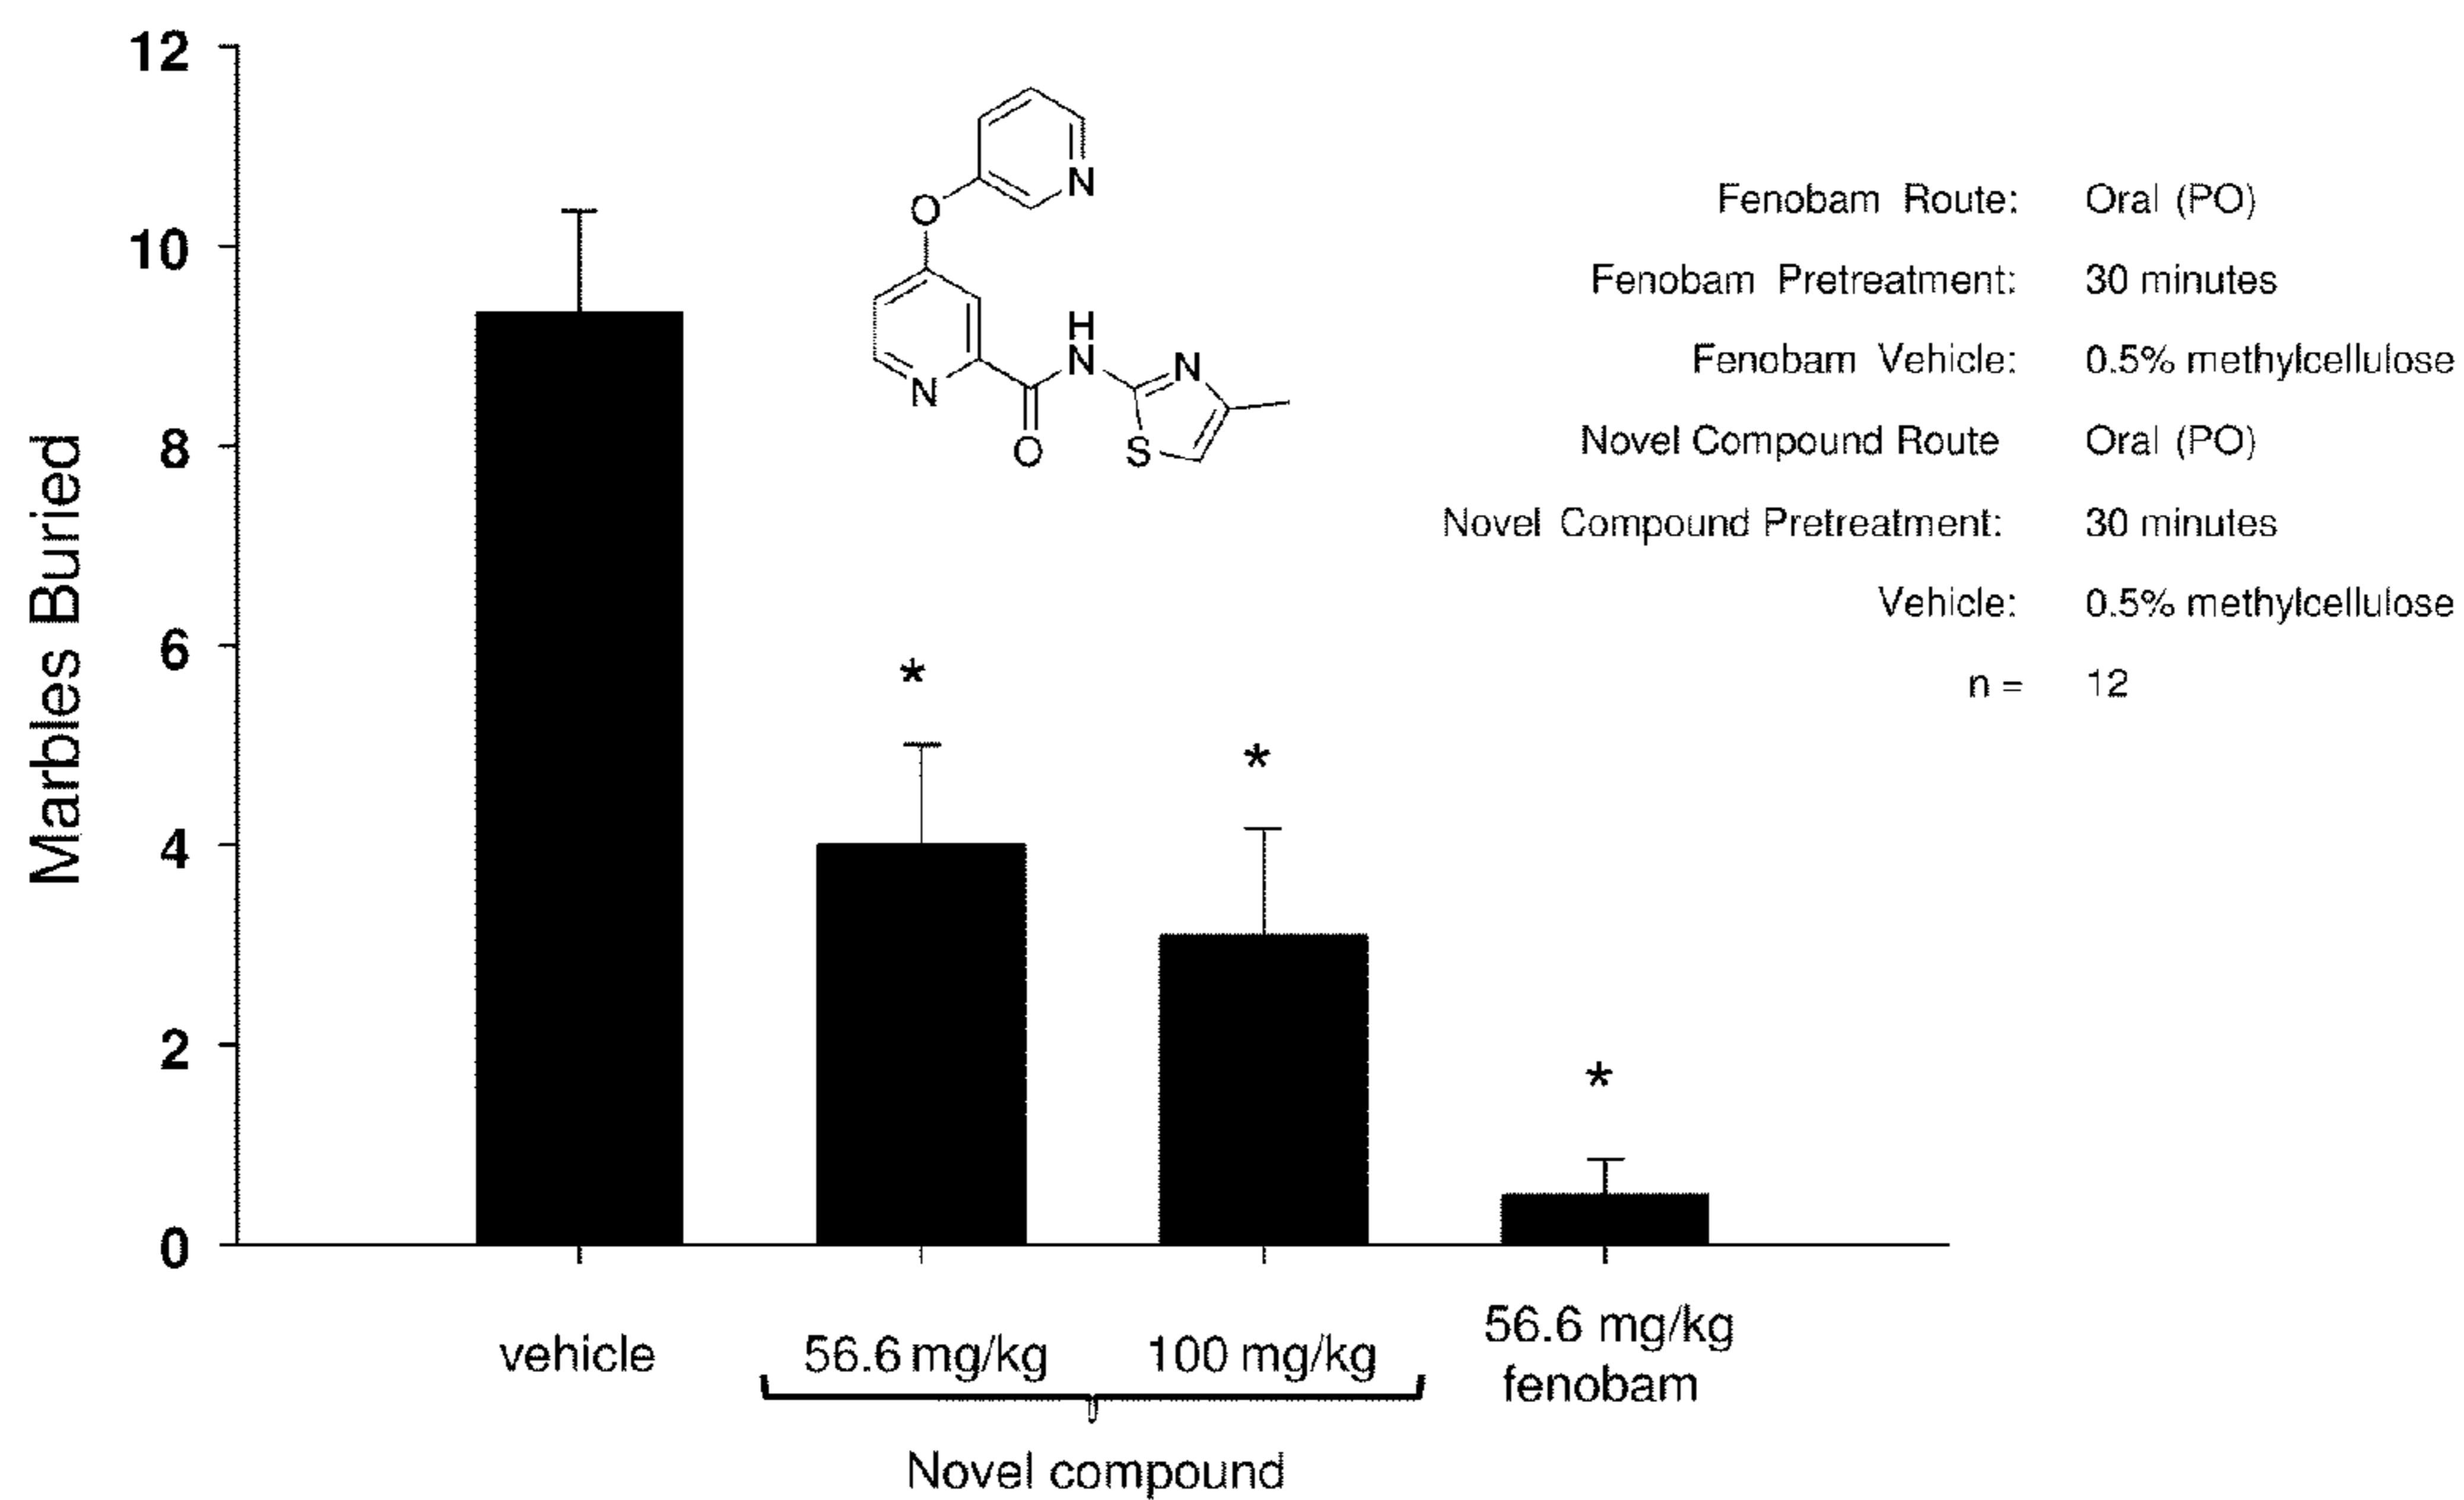 Marbles Buried
12
10
8
6
4
2
0
N
O
N
O
H
N
N
S
Fenobam Route: Oral (PO)
Fenobam Pretreatment: 30 minutes
Fenobam Vehicle: 0.5% methylcellulose
Novel Compound Route Oral (PO)
Novel Compound Pretreatment: 30 minutes
Vehicle: 0.5% methylcellulose
n = 12
*
*
*
vehicle
56.6 mg/kg
100 mg/kg
56.6 mg/kg
fenobam
Novel compound